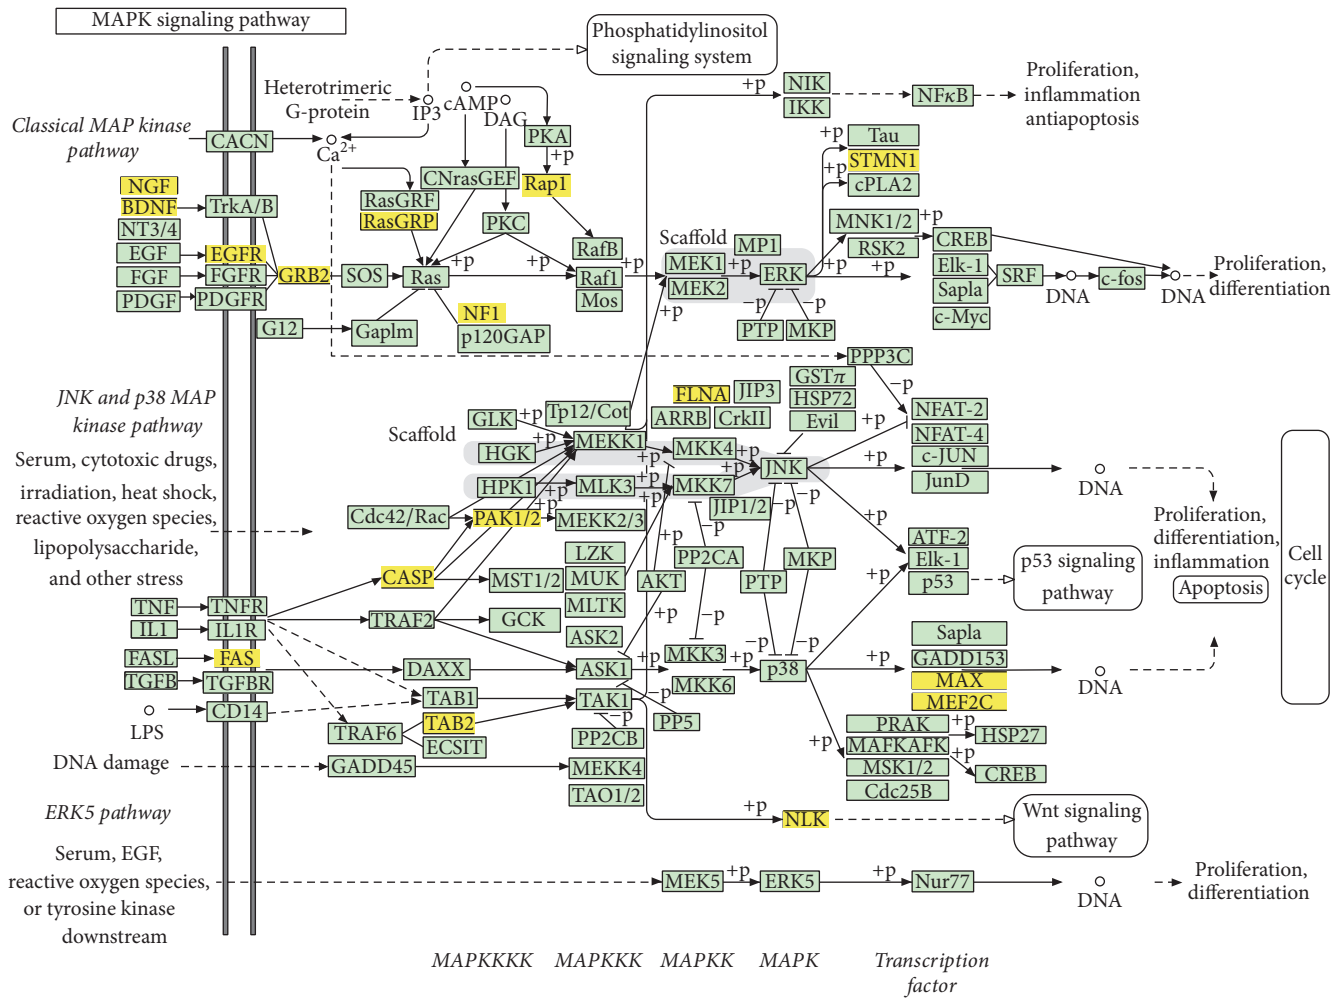 MAPK signaling pathway
Phosphatidylinositol
signaling system
Heterotrimeric
G-protein
IP3
cAMP
DAG
Ca2+
Classical MAP kinase
pathway
CACN
PKA
+p
NIK
IKK
+p
NFκB
Proliferation,
inflammation
antiapoptosis
NGF
BDNF
NT3/4
EGF
FGF
PDGF
TrkA/B
EGFR
FGFR
PDGFR
GRB2
SOS
G12
RasGRF
RasGRP
CNrasGEF
PKC
Rap1
Ras
Gaplm
NF1
p120GAP
+p
+p
+p
RafB
Raf1
Mos
Scaffold
MEK1
MEK2
+p
+p
MP1
ERK
−p
−p
PTP
MKP
+p
+p
Tau
STMN1
cPLA2
MNK1/2
RSK2
+p
+p
CREB
Elk-1
Sapla
c-Myc
SRF
DNA
c-fos
DNA
Proliferation,
differentiation
PPP3C
−p
JNK and p38 MAP
kinase pathway
Serum, cytotoxic drugs,
irradiation, heat shock,
reactive oxygen species,
lipopolysaccharide,
and other stress
Scaffold
GLK
+p
HGK
+p
HPK1
+p
Tp12/Cot
MEKK1
MLK3
MEKK2/3
+p
+p
+p
Cdc42/Rac
PAK1/2
FLNA
JIP3
ARRB
CrkII
MKK4
MKK7
+p
+p
JIP1/2
GSTπ
HSP72
Evil
JNK
+p
+p
+p
+p
NFAT-2
NFAT-4
c-JUN
JunD
DNA
Proliferation,
differentiation,
inflammation
Apoptosis
Cell
cycle
CASP
MST1/2
TRAF2
GCK
LZK
MUK
MLTK
ASK2
ASK1
AKT
+p
+p
PP2CA
−p
−p
PTP
MKP
−p
−p
−p
−p
ATF-2
Elk-1
p53
p53 signaling
pathway
TNF
IL1
FASL
TGFB
LPS
TNFR
IL1R
FAS
TGFBR
CD14
DAXX
TAB1
TAB2
ECSIT
TRAF6
TAK1
+p
MKK3
MKK6
+p
p38
−p
PP5
−p
PP2CB
+p
Sapla
GADD153
MAX
MEF2C
DNA
DNA damage
GADD45
MEKK4
TAO1/2
+p
PRAK
MAFKAFK
MSK1/2
Cdc25B
+p
+p
HSP27
CREB
+p
NLK
Wnt signaling
pathway
ERK5 pathway
Serum, EGF,
reactive oxygen species,
or tyrosine kinase
downstream
MEK5
+p
ERK5
+p
Nur77
DNA
Proliferation,
differentiation
MAPKKKK
MAPKKK
MAPKK
MAPK
Transcription
factor